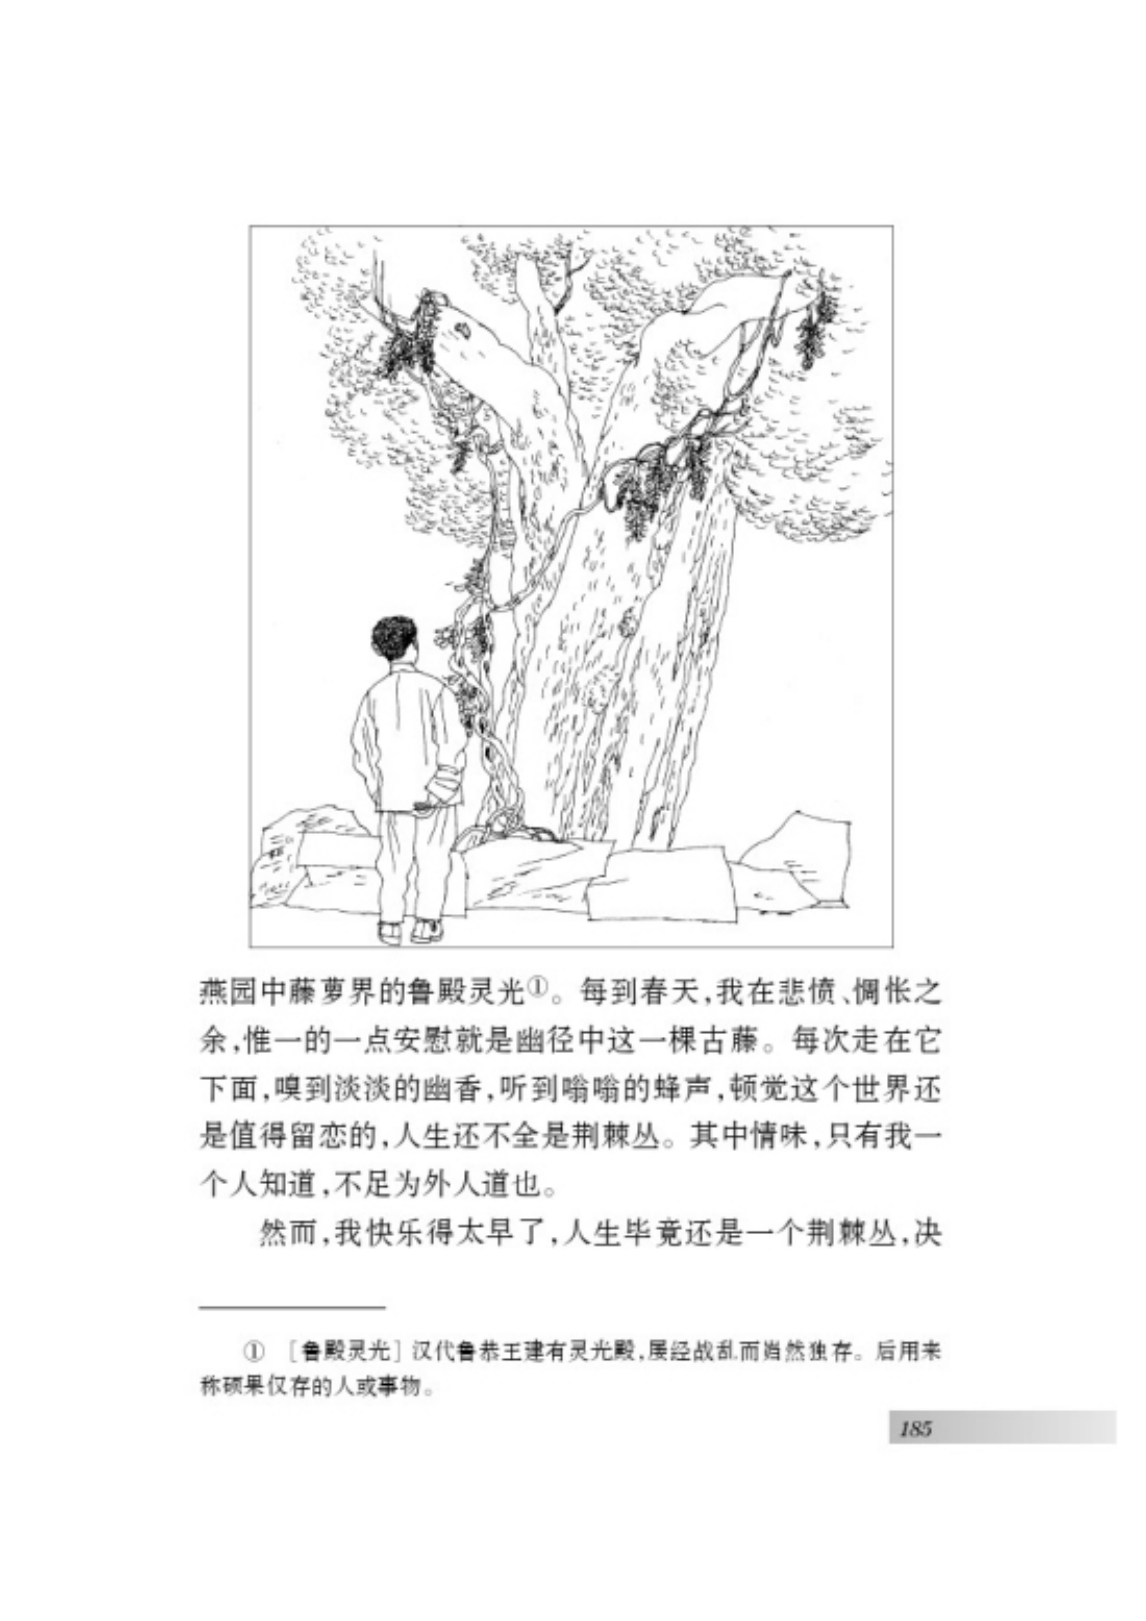 燕园中藤萝界的鲁殿灵光①。每到春天,我在悲愤、惆怅之
余,惟一的一点安慰就是幽径中这一棵古藤。每次走在它
下面,嗅到淡淡的幽香,听到嗡嗡的蜂声,顿觉这个世界还
是值得留恋的,人生还不全是荆棘丛。其中情味,只有我一
个人知道,不足为外人道也。
然而,我快乐得太早了,人生毕竟还是一个荆棘丛,决
① [鲁殿灵光] 汉代鲁恭王建有灵光殿,屡经战乱而岿然独存。后用来
称硕果仅存的人或事物。
185